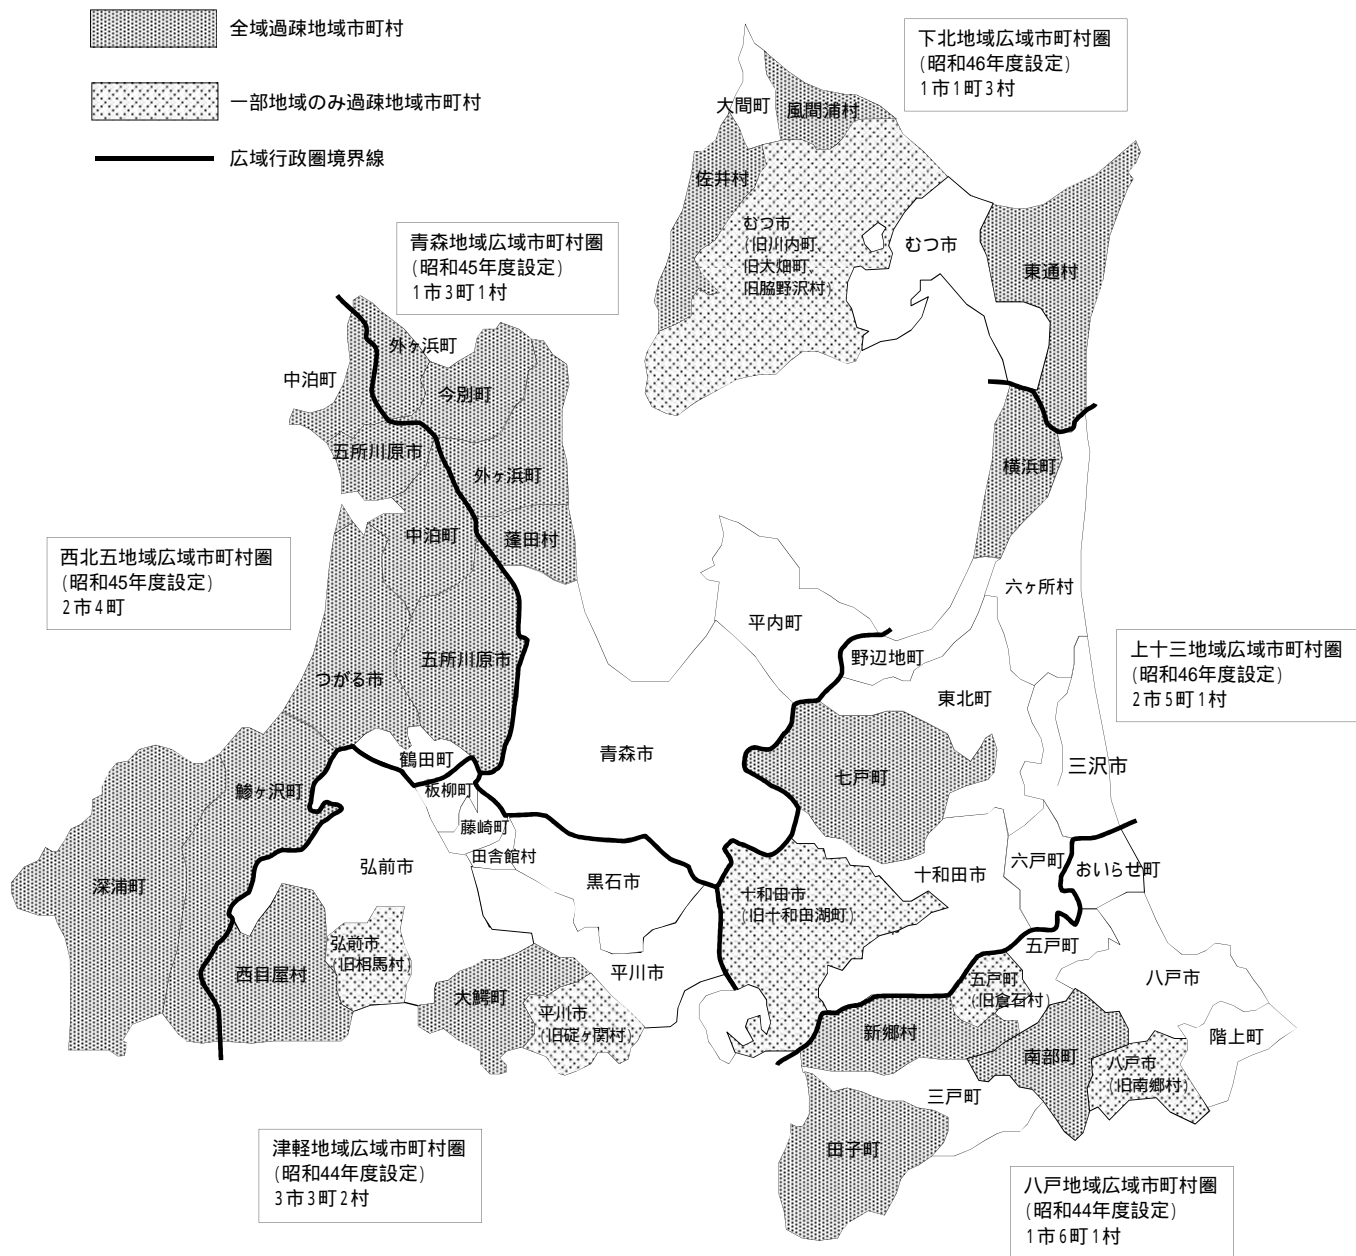 全域過疎地域市町村
一部地域のみ過疎地域市町村
広域行政圏境界線
下北地域広域市町村圏
(昭和46年度設定)
1市1町3村
大間町
風間浦村
佐井村
むつ市
(旧川内町、
旧大畑町、
旧脇野沢村)
むつ市
東通村
青森地域広域市町村圏
(昭和45年度設定)
1市3町1村
外ヶ浜町
中泊町
今別町
五所川原市
外ヶ浜町
横浜町
中泊町
蓬田村
西北五地域広域市町村圏
(昭和45年度設定)
2市4町
六ヶ所村
平内町
野辺地町
五所川原市
つがる市
東北町
上十三地域広域市町村圏
(昭和46年度設定)
2市5町1村
青森市
鶴田町
七戸町
三沢市
鰺ヶ沢町
板柳町
藤崎町
田舎館村
弘前市
黒石市
深浦町
十和田市
(旧十和田湖町)
十和田市
六戸町
おいらせ町
弘前市
(旧相馬村)
西目屋村
大鰐町
平川市
平川市
(旧碇ヶ関村)
五戸町
五戸町
(旧倉石村)
八戸市
新郷村
南部町
階上町
八戸市
(旧南郷村)
三戸町
田子町
津軽地域広域市町村圏
(昭和44年度設定)
3市3町2村
八戸地域広域市町村圏
(昭和44年度設定)
1市6町1村